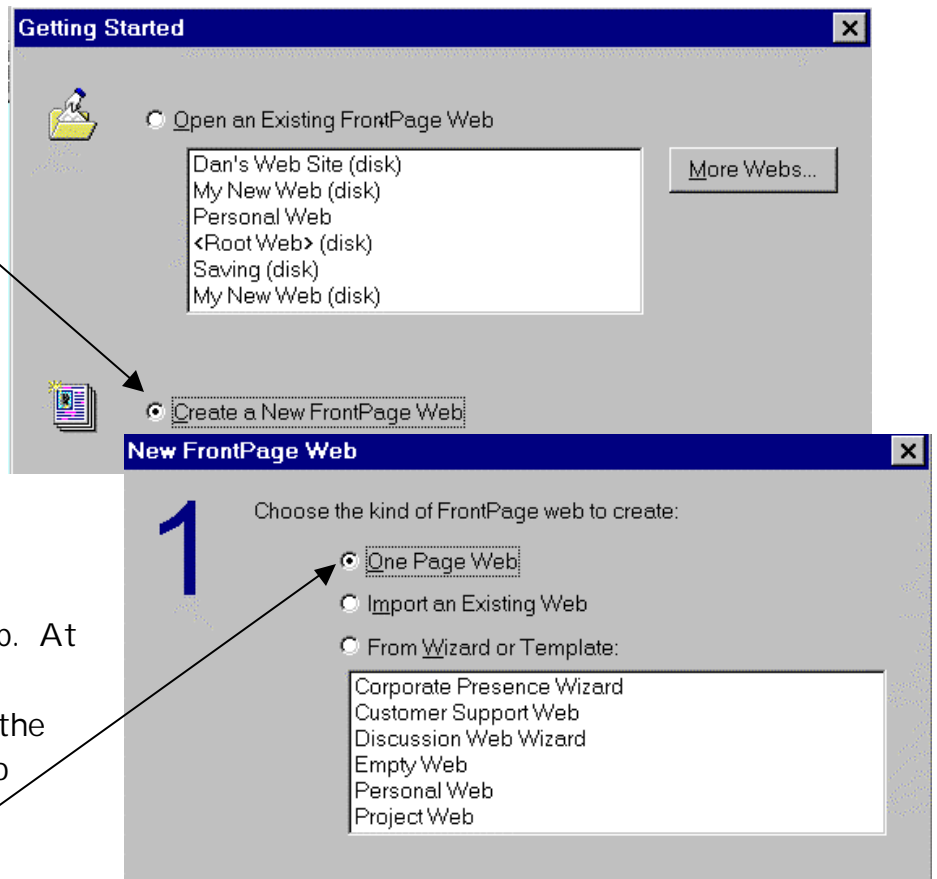 Getting Started
Open an Existing FrontPage Web
Dan's Web Site (disk)
My New Web (disk)
Personal Web
<Root Web> (disk)
Saving (disk)
My New Web (disk)
More Webs...
Create a New FrontPage Web
New FrontPage Web
1
Choose the kind of FrontPage web to create:
One Page Web
Import an Existing Web
From Wizard or Template:
Corporate Presence Wizard
Customer Support Web
Discussion Web Wizard
Empty Web
Personal Web
Project Web
At
the